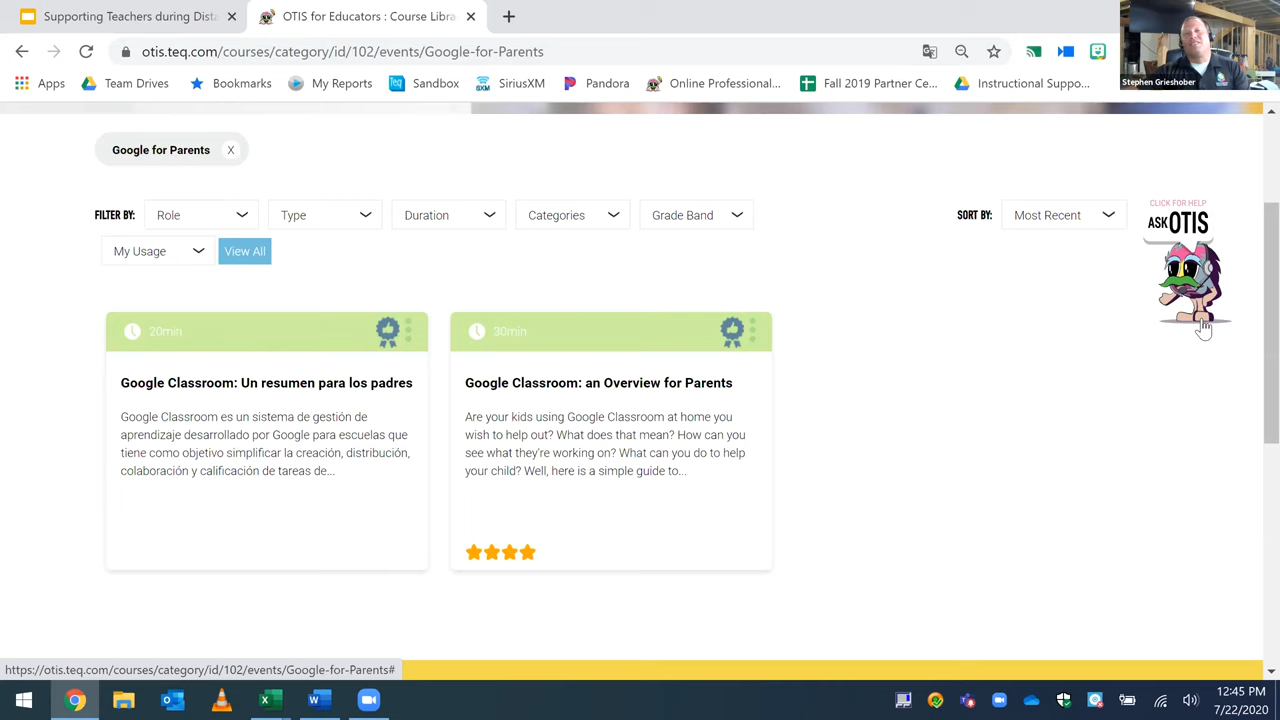 Supporting Teachers during Dista
OTIS for Educators : Course Libra
otis.teq.com/courses/category/id/102/events/Google-for-Parents
Apps
Team Drives
Bookmarks
My Reports
Sandbox
SiriusXM
Pandora
Online Professional...
Fall 2019 Partner Ce...
Instructional Suppo...
Stephen Grieshober
Google for Parents X
FILTER BY: Role Type Duration Categories Grade Band
SORT BY: Most Recent
CLICK FOR HELP
ASK OTIS
My Usage View All
20min
30min
Google Classroom: Un resumen para los padres
Google Classroom es un sistema de gestión de
aprendizaje desarrollado por Google para escuelas que
tiene como objetivo simplificar la creación, distribución,
colaboración y calificación de tareas de...
Google Classroom: an Overview for Parents
Are your kids using Google Classroom at home you
wish to help out? What does that mean? How can you
see what they're working on? What can you do to help
your child? Well, here is a simple guide to...
https://otis.teq.com/courses/category/id/102/events/Google-for-Parents#
12:45 PM
7/22/2020